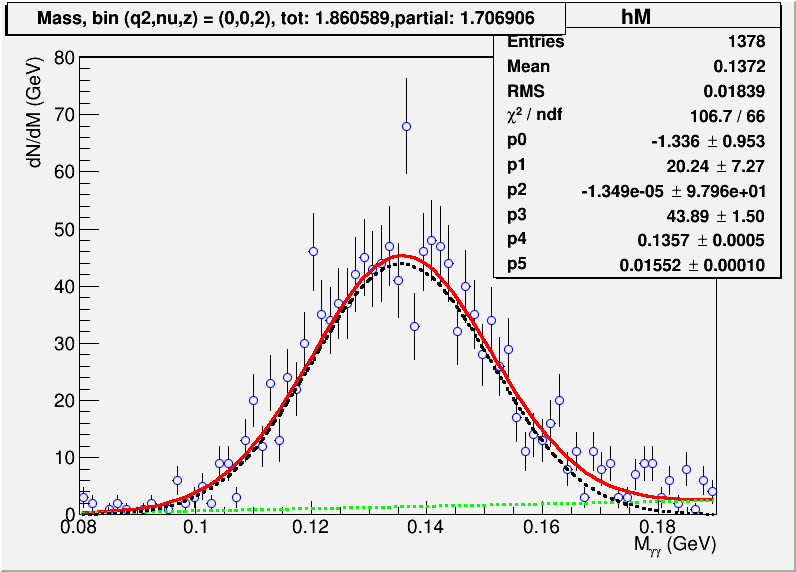 Mass, bin (q2,nu,z) = (0,0,2), tot: 1.860589,partial: 1.706906
hM
Entries 1378
Mean 0.1372
RMS 0.01839
χ² / ndf 106.7 / 66
p0 -1.336 ± 0.953
p1 20.24 ± 7.27
p2 -1.349e-05 ± 9.796e+01
p3 43.89 ± 1.50
p4 0.1357 ± 0.0005
p5 0.01552 ± 0.00010
dN/dM (GeV)
80
70
60
50
40
30
20
10
0
0.08 0.1 0.12 0.14 0.16 0.18
Mγγ (GeV)